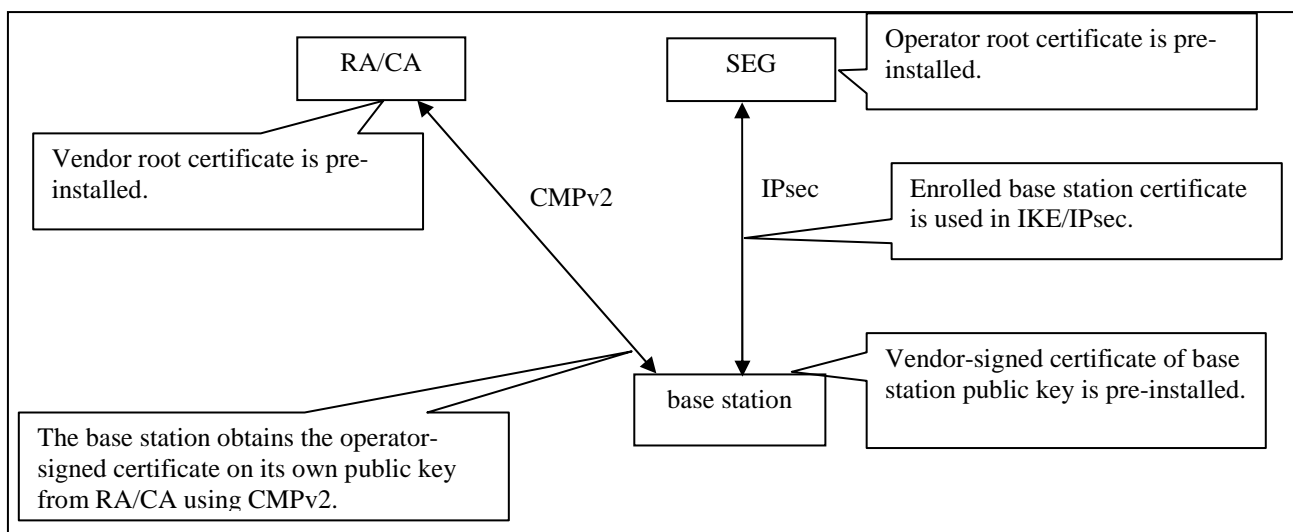 RA/CA
SEG
Operator root certificate is pre-
installed.
Vendor root certificate is pre-
installed.
CMPv2
IPsec
Enrolled base station certificate
is used in IKE/IPsec.
Vendor-signed certificate of base
station public key is pre-installed.
base station
The base station obtains the operator-
signed certificate on its own public key
from RA/CA using CMPv2.